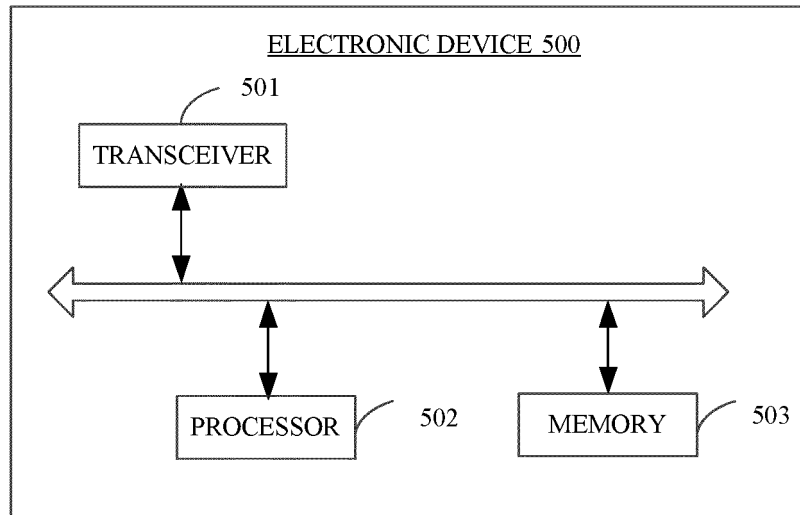 ELECTRONIC DEVICE 500
501
TRANSCEIVER
PROCESSOR
502
MEMORY
503